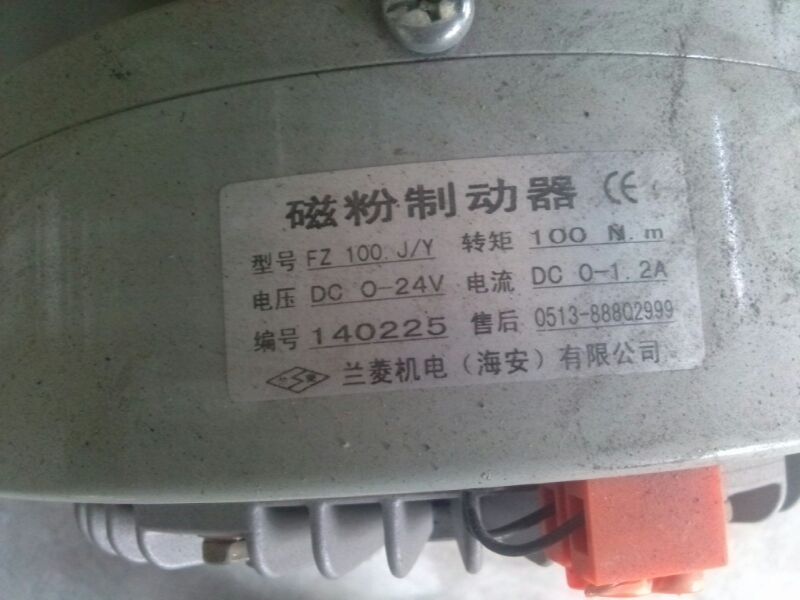 磁粉制动器 CE
型号 FZ 100.J/Y 转矩 100 N.m
电压 DC 0-24V 电流 DC 0-1.2A
编号 140225 售后 0513-88802999
兰菱机电（海安）有限公司